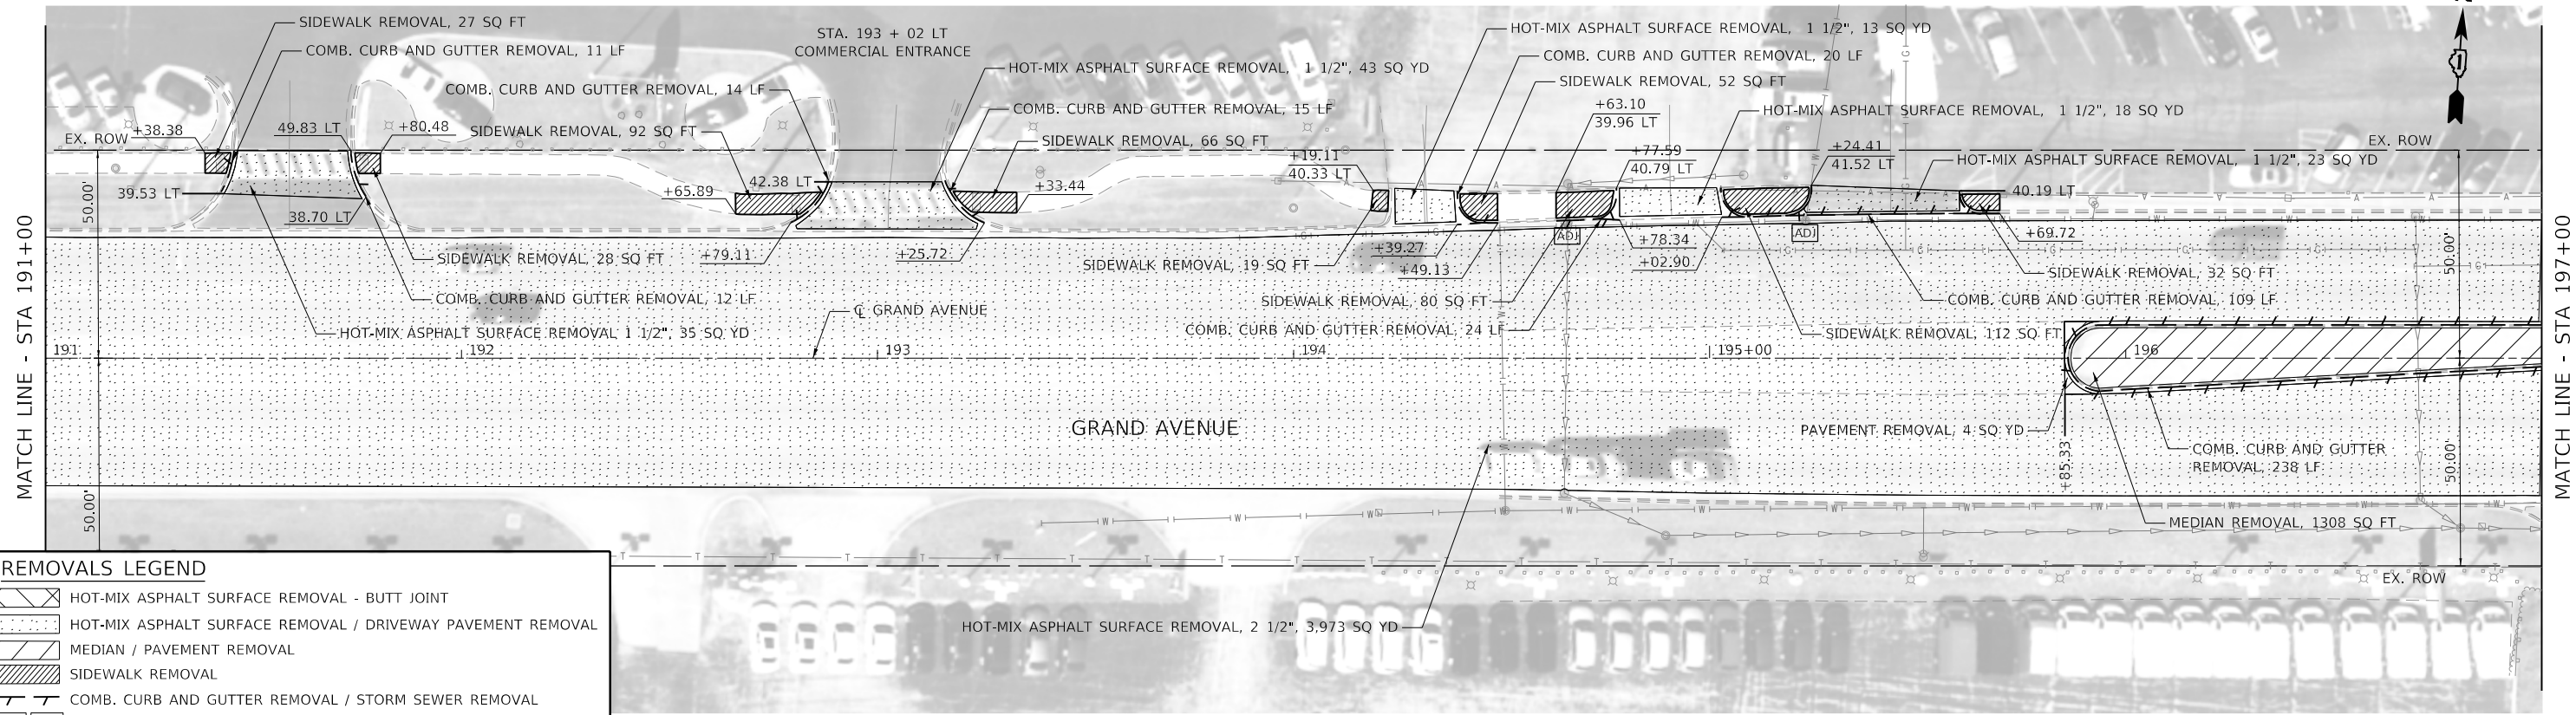 SIDEWALK REMOVAL, 27 SQ FT
COMB. CURB AND GUTTER REMOVAL, 11 LF
STA. 193 + 02 LT
COMMERCIAL ENTRANCE
COMB. CURB AND GUTTER REMOVAL, 14 LF
HOT-MIX ASPHALT SURFACE REMOVAL, 1 1/2", 43 SQ YD
COMB. CURB AND GUTTER REMOVAL, 15 LF
SIDEWALK REMOVAL, 92 SQ FT
SIDEWALK REMOVAL, 66 SQ FT
HOT-MIX ASPHALT SURFACE REMOVAL, 1 1/2", 13 SQ YD
COMB. CURB AND GUTTER REMOVAL, 20 LF
SIDEWALK REMOVAL, 52 SQ FT
+63.10
39.96 LT
HOT-MIX ASPHALT SURFACE REMOVAL, 1 1/2", 18 SQ YD
+24.41
41.52 LT
HOT-MIX ASPHALT SURFACE REMOVAL, 1 1/2", 23 SQ YD
EX. ROW
EX. ROW
+38.38
49.83 LT
+80.48
39.53 LT
38.70 LT
+65.89
42.38 LT
+33.44
+19.11
40.33 LT
+77.59
40.79 LT
40.19 LT
+69.72
50.00'
50.00'
SIDEWALK REMOVAL, 28 SQ FT
+79.11
+25.72
SIDEWALK REMOVAL, 19 SQ FT
+39.27
+49.13
ADJ
ADJ
+78.34
+02.90
SIDEWALK REMOVAL, 32 SQ FT
COMB. CURB AND GUTTER REMOVAL, 12 LF
SIDEWALK REMOVAL, 80 SQ FT
COMB. CURB AND GUTTER REMOVAL, 109 LF
HOT-MIX ASPHALT SURFACE REMOVAL 1 1/2", 35 SQ YD
℄ GRAND AVENUE
COMB. CURB AND GUTTER REMOVAL, 24 LF
SIDEWALK REMOVAL, 112 SQ FT
191
192
193
194
195+00
196
MATCH LINE - STA 191+00
MATCH LINE - STA 197+00
GRAND AVENUE
PAVEMENT REMOVAL, 4 SQ YD
+85.33
COMB. CURB AND GUTTER
REMOVAL, 238 LF
50.00'
50.00'
MEDIAN REMOVAL, 1308 SQ FT
EX. ROW
HOT-MIX ASPHALT SURFACE REMOVAL, 2 1/2", 3,973 SQ YD
REMOVALS LEGEND
HOT-MIX ASPHALT SURFACE REMOVAL - BUTT JOINT
HOT-MIX ASPHALT SURFACE REMOVAL / DRIVEWAY PAVEMENT REMOVAL
MEDIAN / PAVEMENT REMOVAL
SIDEWALK REMOVAL
COMB. CURB AND GUTTER REMOVAL / STORM SEWER REMOVAL